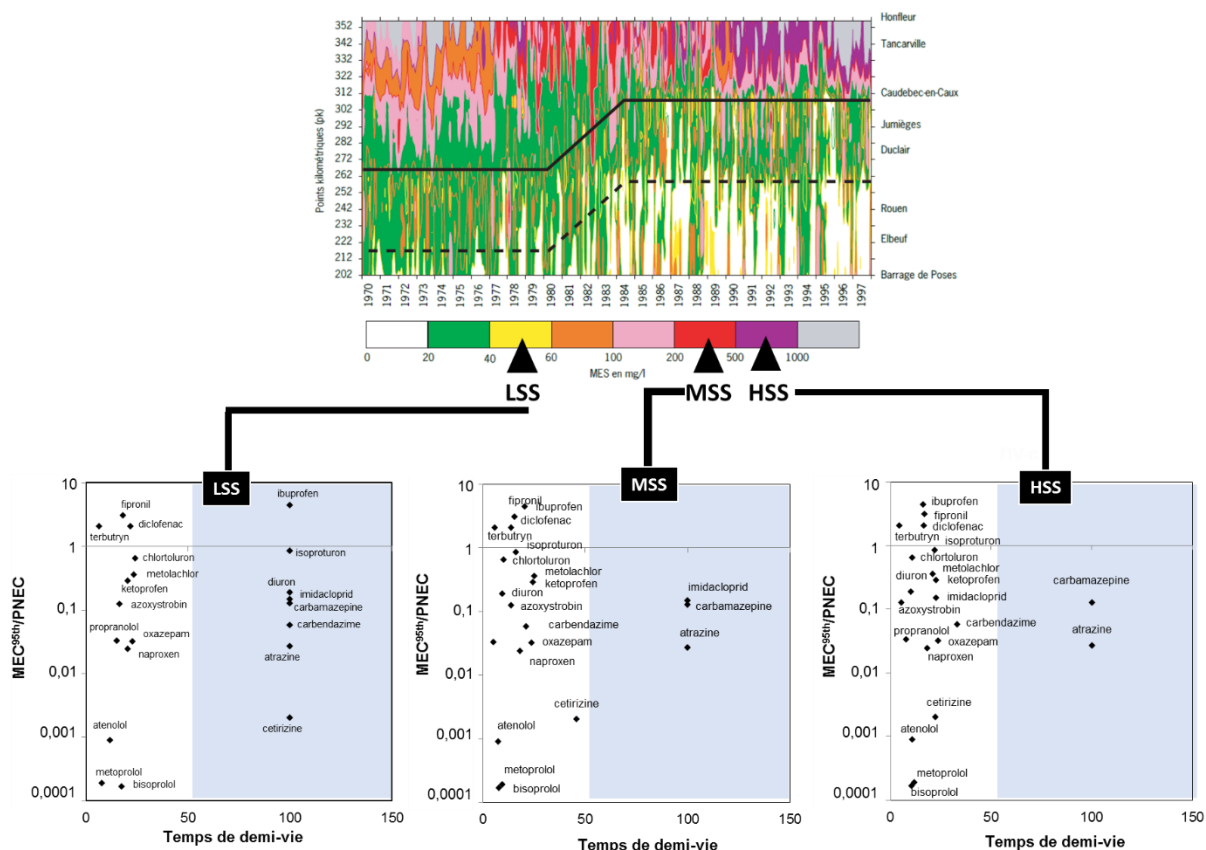 Points kilométriques (pk)
352
342
332
322
312
302
292
282
272
262
252
242
232
222
212
202
Honfleur
Tancarville
Caudebec-en-Caux
Jumièges
Duclair
Rouen
Elbeuf
Barrage de Poses
1970
1971
1972
1973
1974
1975
1976
1977
1978
1979
1980
1981
1982
1983
1984
1985
1986
1987
1988
1989
1990
1991
1992
1993
1994
1995
1996
1997
0 20 40 60 100 200 500 1000
MES en mg/l
LSS MSS HSS
LSS
MEC95th/PNEC
10
1
0,1
0,01
0,001
0,0001
ibuprofen
fipronil
diclofenac
terbutryn
isoproturon
chlortoluron
metolachlor
diuron
ketoprofen
imidacloprid
azoxystrobin
carbamazepine
propranolol
oxazepam
carbendazime
naproxen
atrazine
cetirizine
atenolol
metoprolol
bisoprolol
0 50 100 150
Temps de demi-vie
MSS
MEC95th/PNEC
10
1
0,1
0,01
0,001
0,0001
fipronil
ibuprofen
diclofenac
terbutryn
isoproturon
chlortoluron
metolachlor
ketoprofen
diuron
imidacloprid
azoxystrobin
carbamazepine
carbendazime
oxazepam
atrazine
naproxen
cetirizine
atenolol
metoprolol
bisoprolol
0 50 100 150
Temps de demi-vie
HSS
MEC95th/PNEC
10
1
0,1
0,01
0,001
0,0001
ibuprofen
fipronil
diclofenac
terbutryn
isoproturon
chlortoluron
metolachlor
diuron
ketoprofen
carbamazepine
imidacloprid
azoxystrobin
carbendazime
propranolol
oxazepam
atrazine
naproxen
cetirizine
atenolol
metoprolol
bisoprolol
0 50 100 150
Temps de demi-vie